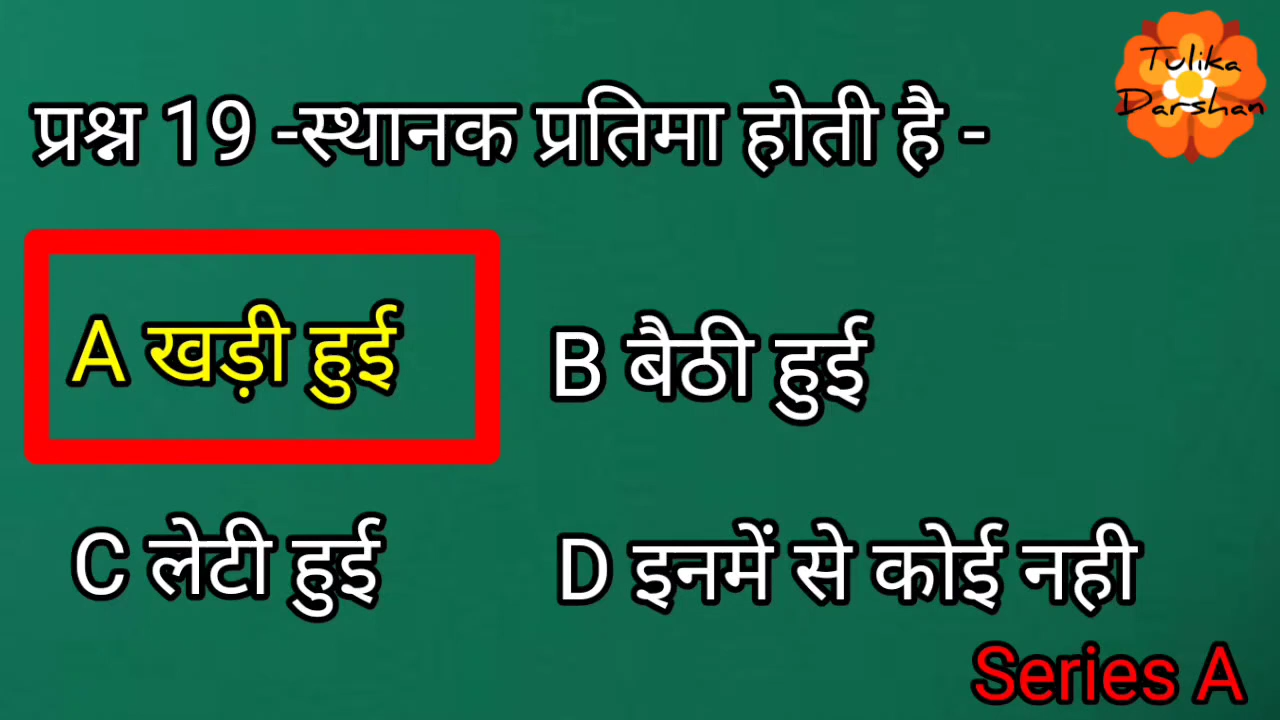 Tulika
Darshan
प्रश्न 19 -स्थानक प्रतिमा होती है -
A खड़ी हुई
B बैठी हुई
C लेटी हुई
D इनमें से कोई नही
Series A